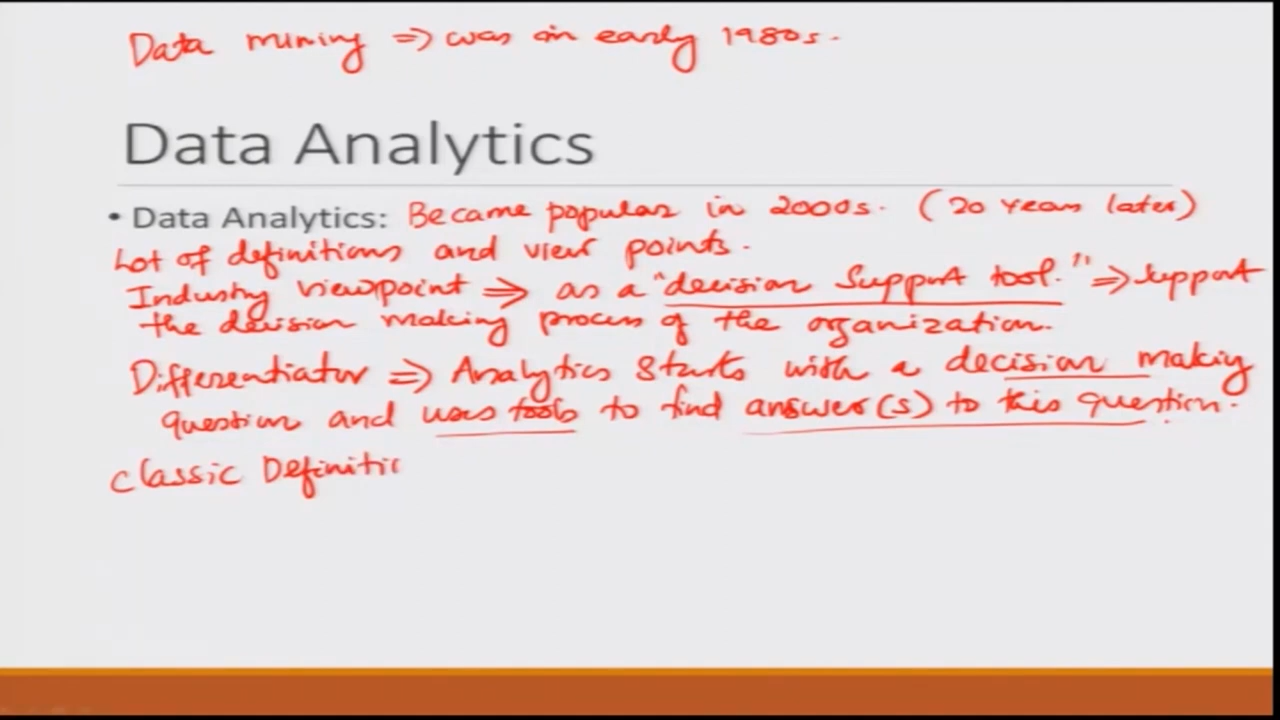 Data mining => was in early 1980s.
Data Analytics
• Data Analytics: Became popular in 2000s. (20 years later)
Lot of definitions and view points.
Industry viewpoint => as a "decision Support tool." => support
the decision making process of the organization.
Differentiator => Analytics starts with a decision making
question and uses tools to find answer(s) to this question.
Classic Definitio